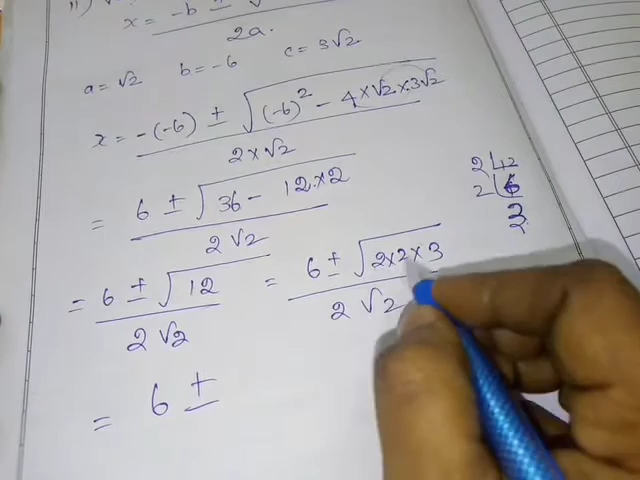 x = -b ± √
2a.
a = √2 b = -6 c = 3√2
x = -(-6) ± √(-6)² - 4×√2×3√2
2×√2
= 6 ± √36 - 12×2
2√2
2 12
2 6
3
= 6 ± √12 = 6 ± √2×2×3
2√2 2√2
= 6 ±